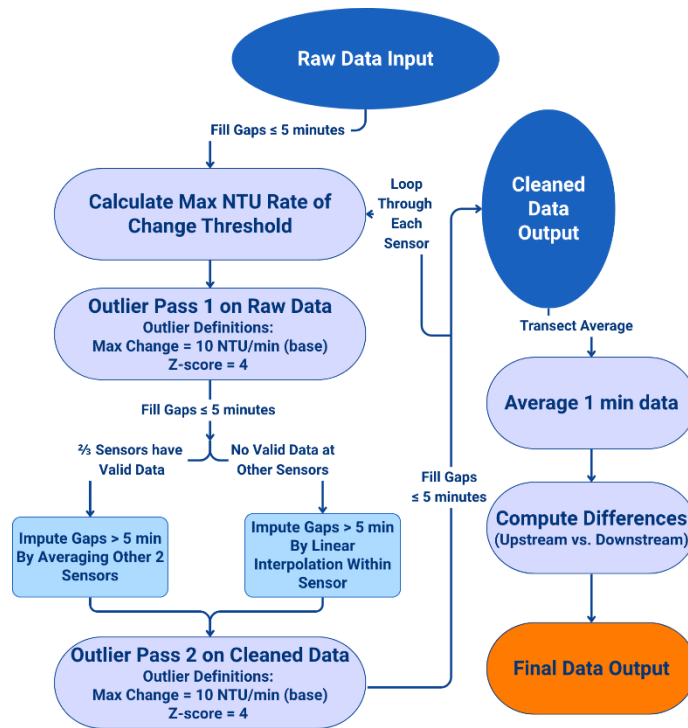 Raw Data Input
Fill Gaps ≤ 5 minutes
Calculate Max NTU Rate of
Change Threshold
Outlier Pass 1 on Raw Data
Outlier Definitions:
Max Change = 10 NTU/min (base)
Z-score = 4
Fill Gaps ≤ 5 minutes
⅔ Sensors have
Valid Data
No Valid Data at
Other Sensors
Impute Gaps > 5 min
By Averaging Other 2
Sensors
Impute Gaps > 5 min
By Linear
Interpolation Within
Sensor
Outlier Pass 2 on Cleaned Data
Outlier Definitions:
Max Change = 10 NTU/min (base)
Z-score = 4
Fill Gaps
≤ 5 minutes
Loop
Through
Each
Sensor
Cleaned
Data
Output
Transect Average
Average 1 min data
Compute Differences
(Upstream vs. Downstream)
Final Data Output